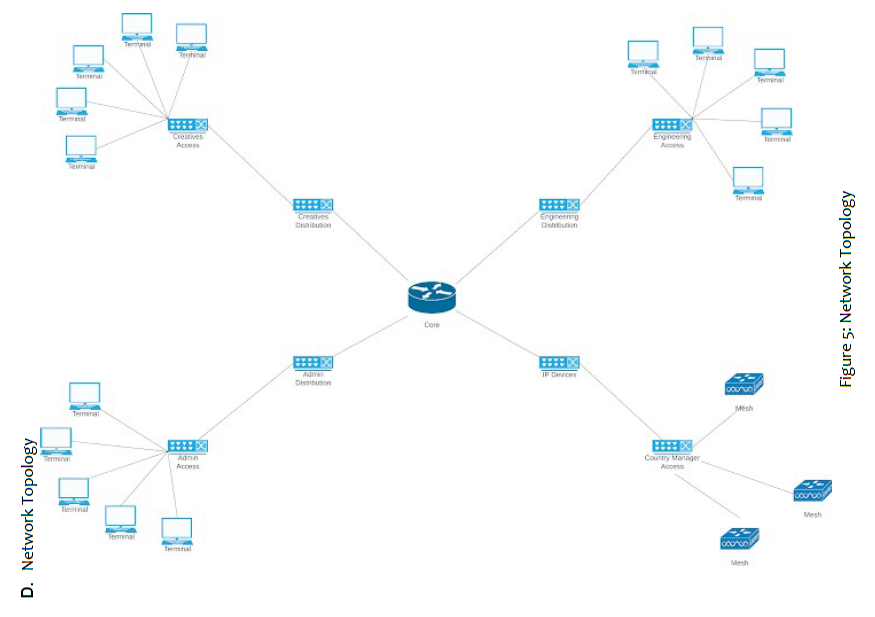 D. Network Topology
Terminal
Terminal
Terminal
Terminal
Terminal
Creatives
Access
Creatives
Distribution
Terminal
Terminal
Terminal
Terminal
Terminal
Engineering
Access
Engineering
Distribution
Core
Admin
Distribution
IP Devices
Terminal
Terminal
Terminal
Terminal
Terminal
Admin
Access
Country Manager
Access
Mesh
Mesh
Mesh
Figure 5: Network Topology